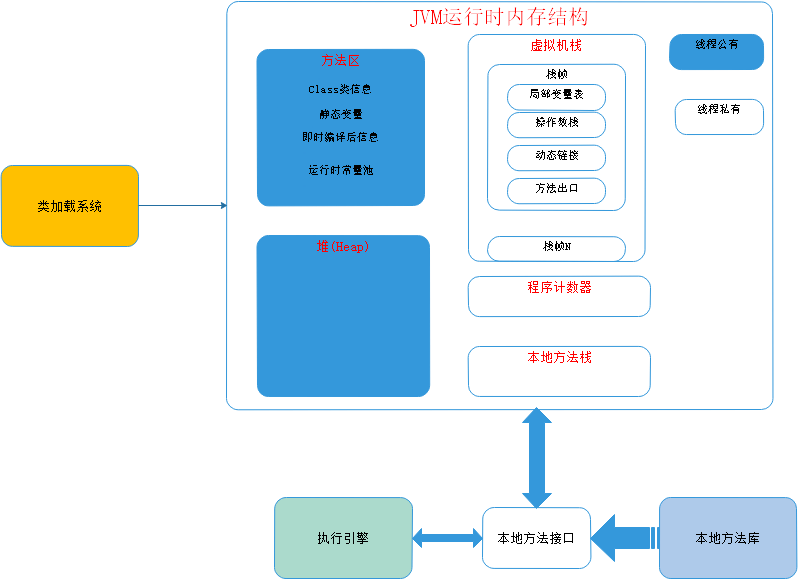 JVM运行时内存结构
方法区
Class类信息
静态变量
即时编译后信息
运行时常量池
堆(Heap)
虚拟机栈
栈帧
局部变量表
操作数栈
动态链接
方法出口
栈帧N
程序计数器
本地方法栈
线程公有
线程私有
类加载系统
执行引擎
本地方法接口
本地方法库